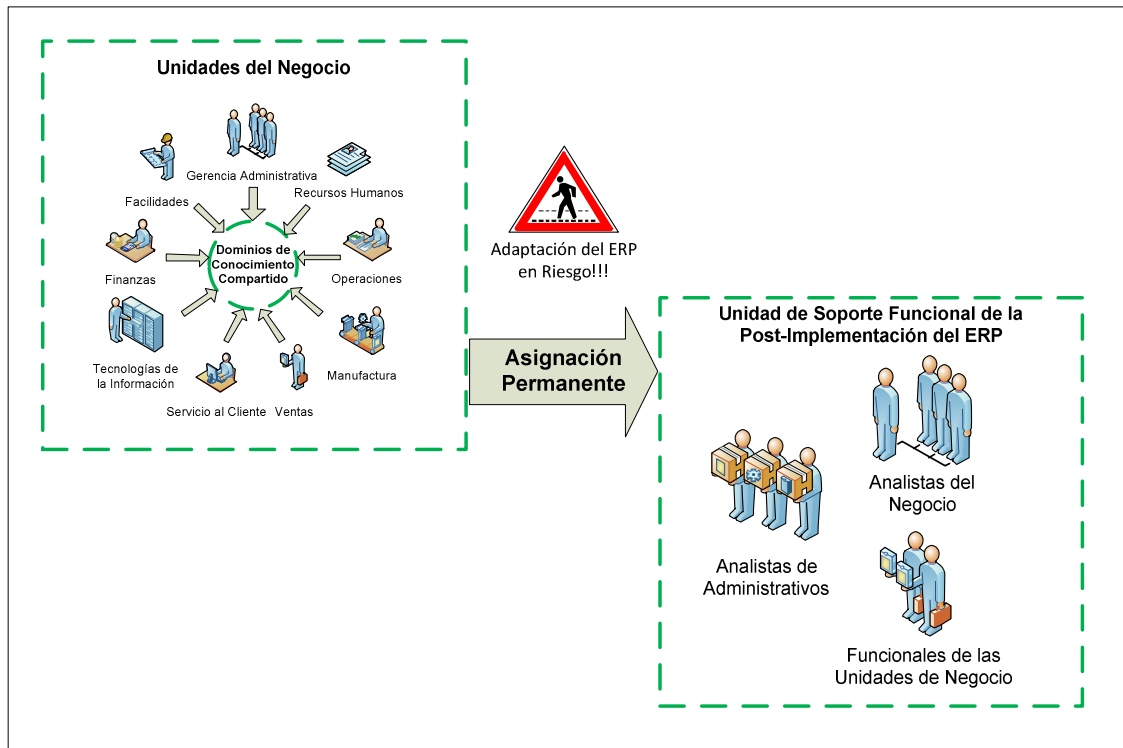 Unidades del Negocio
Gerencia Administrativa
Recursos Humanos
Facilidades
Dominios de
Conocimiento
Compartido
Finanzas
Operaciones
Tecnologías de
la Información
Manufactura
Servicio al Cliente
Ventas
Adaptación del ERP
en Riesgo!!!
Asignación
Permanente
Unidad de Soporte Funcional de la
Post-Implementación del ERP
Analistas del
Negocio
Analistas de
Administrativos
Funcionales de las
Unidades de Negocio